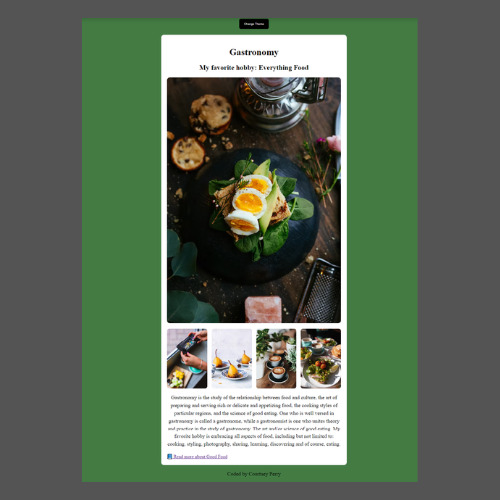 Change Theme
Gastronomy
My favorite hobby: Everything Food
Gastronomy is the study of the relationship between food and culture, the art of
preparing and serving rich or delicate and appetizing food, the cooking styles of
particular regions, and the science of good eating. One who is well versed in
gastronomy is called a gastronome, while a gastronomist is one who unites theory
and practice in the study of gastronomy. The art and/or science of good eating. My
favorite hobby is embracing all aspects of food, including but not limited to:
cooking, styling, photography, sharing, learning, discovering and of course, eating.
Read more about Good Food
Coded by Courtney Perry